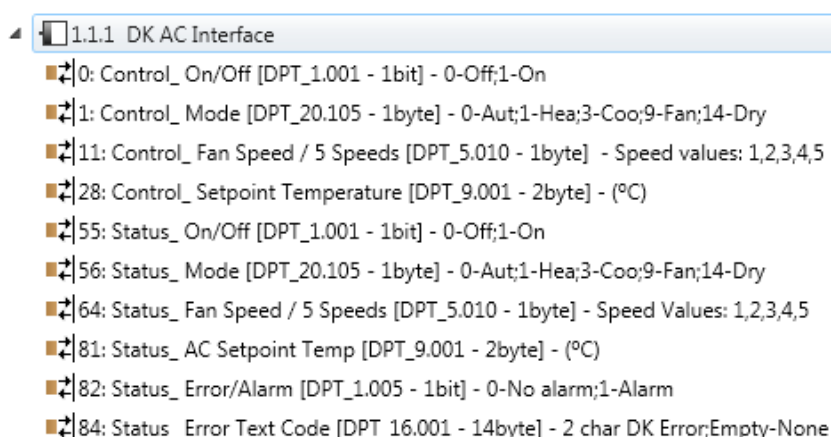 1.1.1 DK AC Interface
0: Control_ On/Off [DPT_1.001 - 1bit] - 0-Off;1-On
1: Control_ Mode [DPT_20.105 - 1byte] - 0-Aut;1-Hea;3-Coo;9-Fan;14-Dry
11: Control_ Fan Speed / 5 Speeds [DPT_5.010 - 1byte] - Speed values: 1,2,3,4,5
28: Control_ Setpoint Temperature [DPT_9.001 - 2byte] - (ºC)
55: Status_ On/Off [DPT_1.001 - 1bit] - 0-Off;1-On
56: Status_ Mode [DPT_20.105 - 1byte] - 0-Aut;1-Hea;3-Coo;9-Fan;14-Dry
64: Status_ Fan Speed / 5 Speeds [DPT_5.010 - 1byte] - Speed Values: 1,2,3,4,5
81: Status_ AC Setpoint Temp [DPT_9.001 - 2byte] - (ºC)
82: Status_ Error/Alarm [DPT_1.005 - 1bit] - 0-No alarm;1-Alarm
84: Status_ Error Text Code [DPT_16.001 - 14byte] - 2 char DK Error;Empty-None